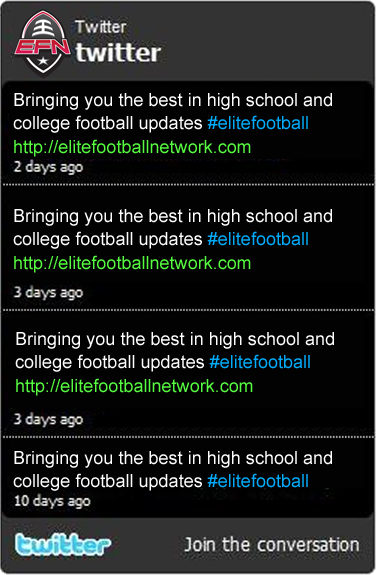 EFN
Twitter
twitter
Bringing you the best in high school and
college football updates #elitefootball
http://elitefootballnetwork.com
2 days ago
Bringing you the best in high school and
college football updates #elitefootball
http://elitefootballnetwork.com
3 days ago
Bringing you the best in high school and
college football updates #elitefootball
http://elitefootballnetwork.com
3 days ago
Bringing you the best in high school and
college football updates #elitefootball
10 days ago
twitter Join the conversation